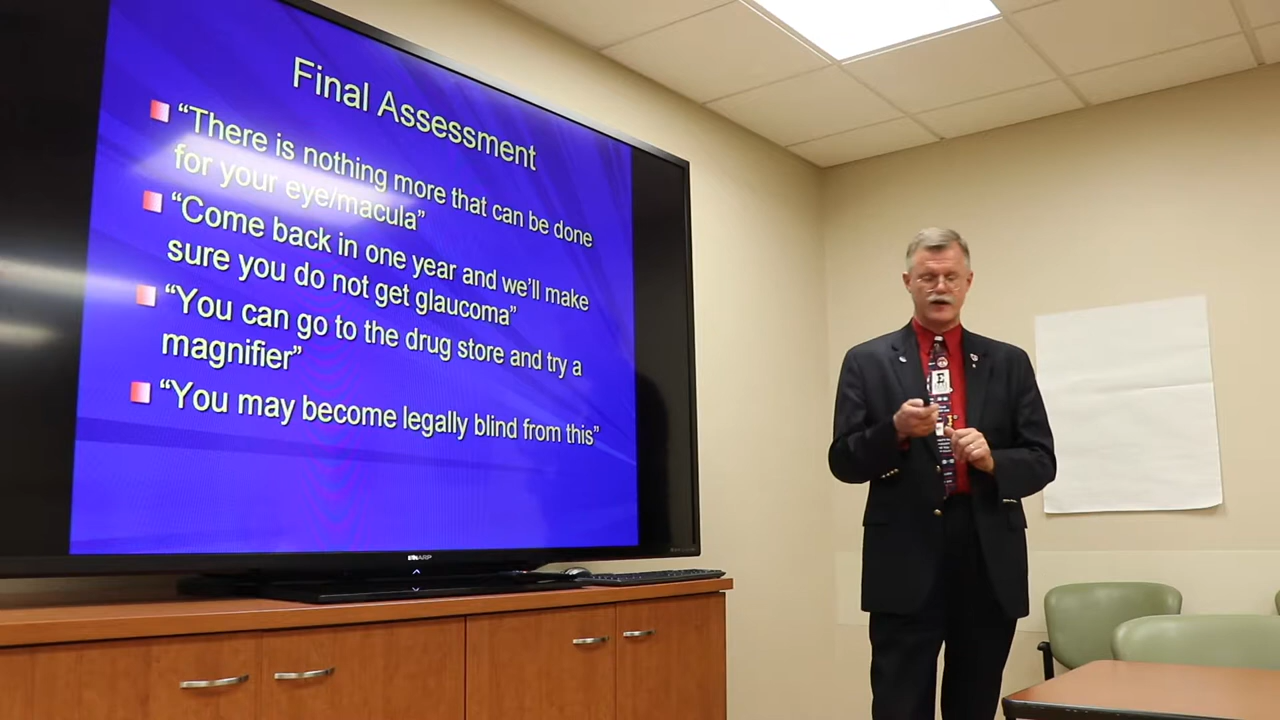 Final Assessment
“There is nothing more that can be done
for your eye/macula”
“Come back in one year and we’ll make
sure you do not get glaucoma”
“You can go to the drug store and try a
magnifier”
“You may become legally blind from this”
SHARP
E